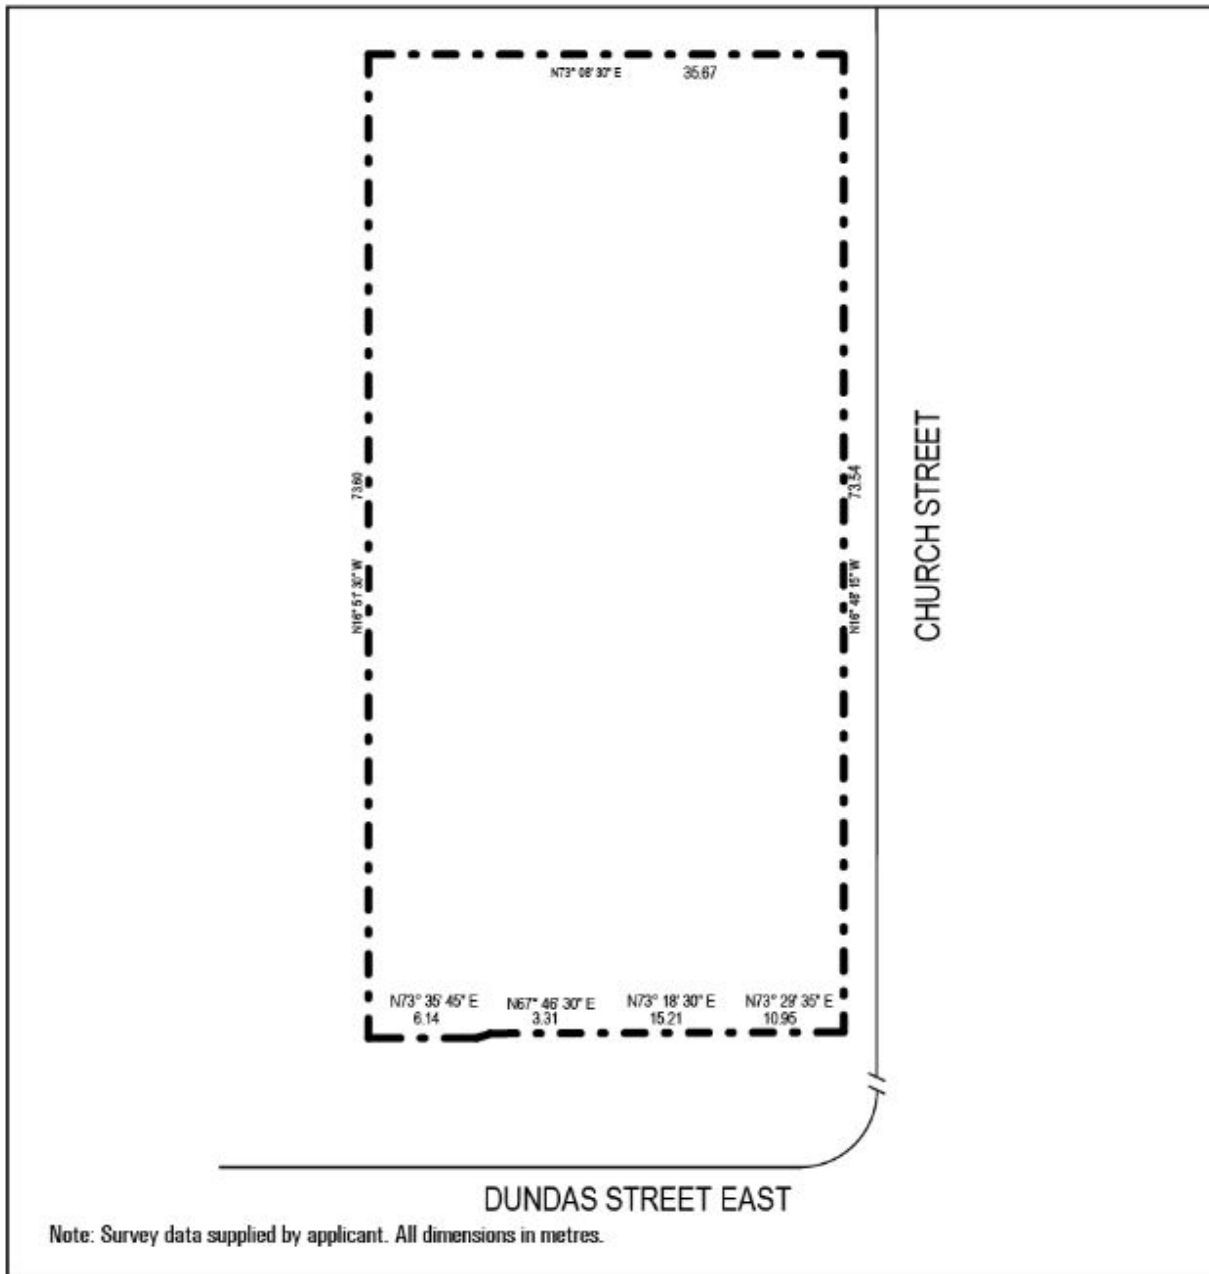 N73° 08' 30" E 35.67
73.60
N16° 51' 30" W
73.54
N16° 48' 15" W
CHURCH STREET
N73° 35' 45" E N67° 46' 30" E N73° 18' 30" E N73° 29' 35" E
6.14 3.31 15.21 10.95
DUNDAS STREET EAST
Note: Survey data supplied by applicant. All dimensions in metres.